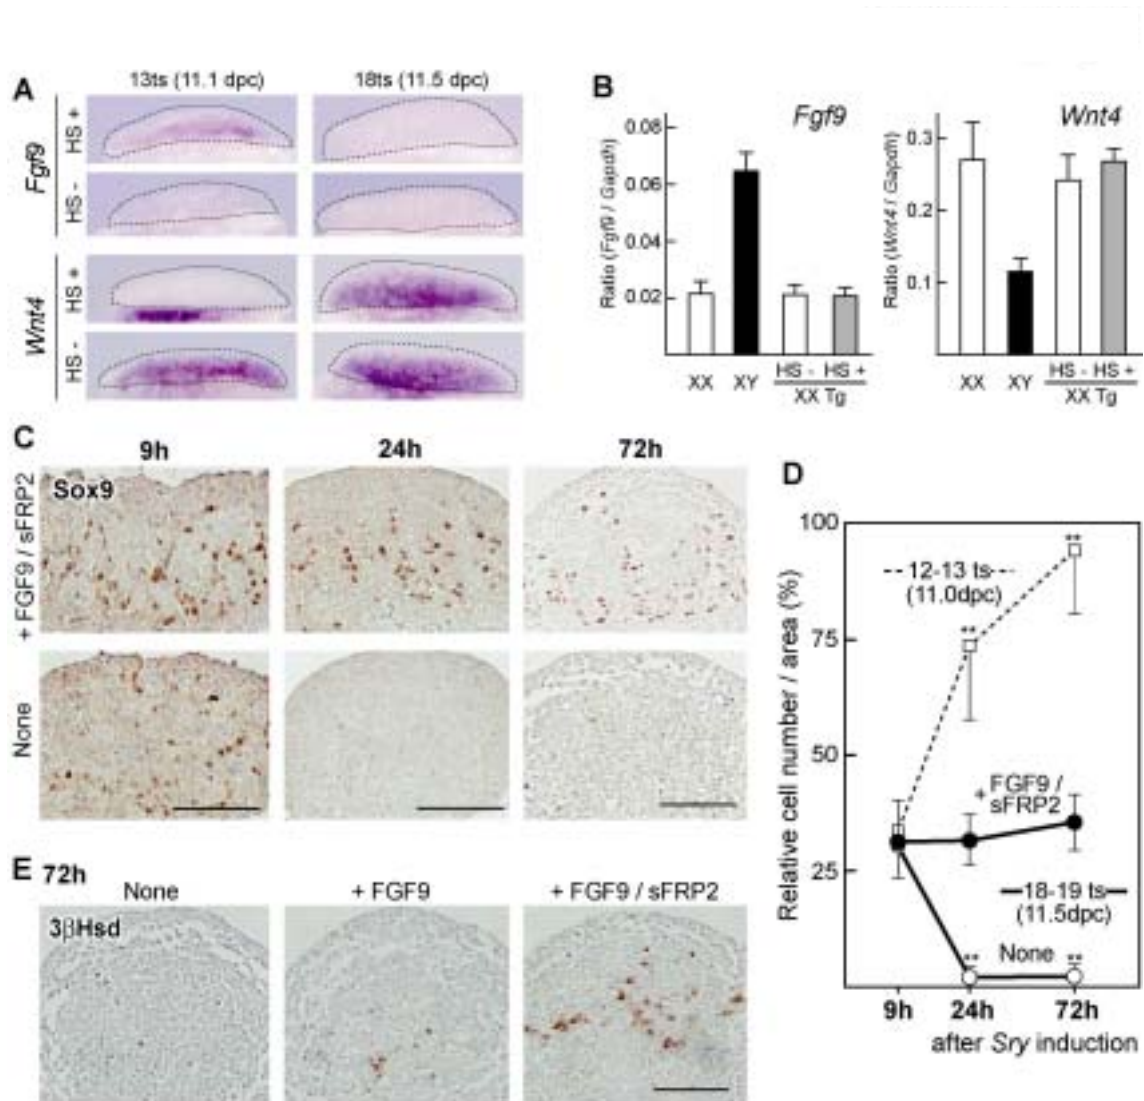 A
13ts (11.1 dpc)
18ts (11.5 dpc)
Fgf9
HS +
HS -
Wnt4
HS +
HS -
B
Fgf9
Ratio (Fgf9 / Gapdh)
0.08
0.06
0.04
0.02
XX
XY
HS - HS +
XX Tg
Wnt4
Ratio (Wnt4 / Gapdh)
0.3
0.2
0.1
XX
XY
HS - HS +
XX Tg
C
9h
24h
72h
Sox9
+ FGF9 / sFRP2
None
D
Relative cell number / area (%)
100
75
50
25
12-13 ts
(11.0dpc)
**
**
+ FGF9 /
sFRP2
18-19 ts
(11.5dpc)
None
**
**
9h
24h
72h
after Sry induction
E
72h
None
+ FGF9
+ FGF9 / sFRP2
3βHsd